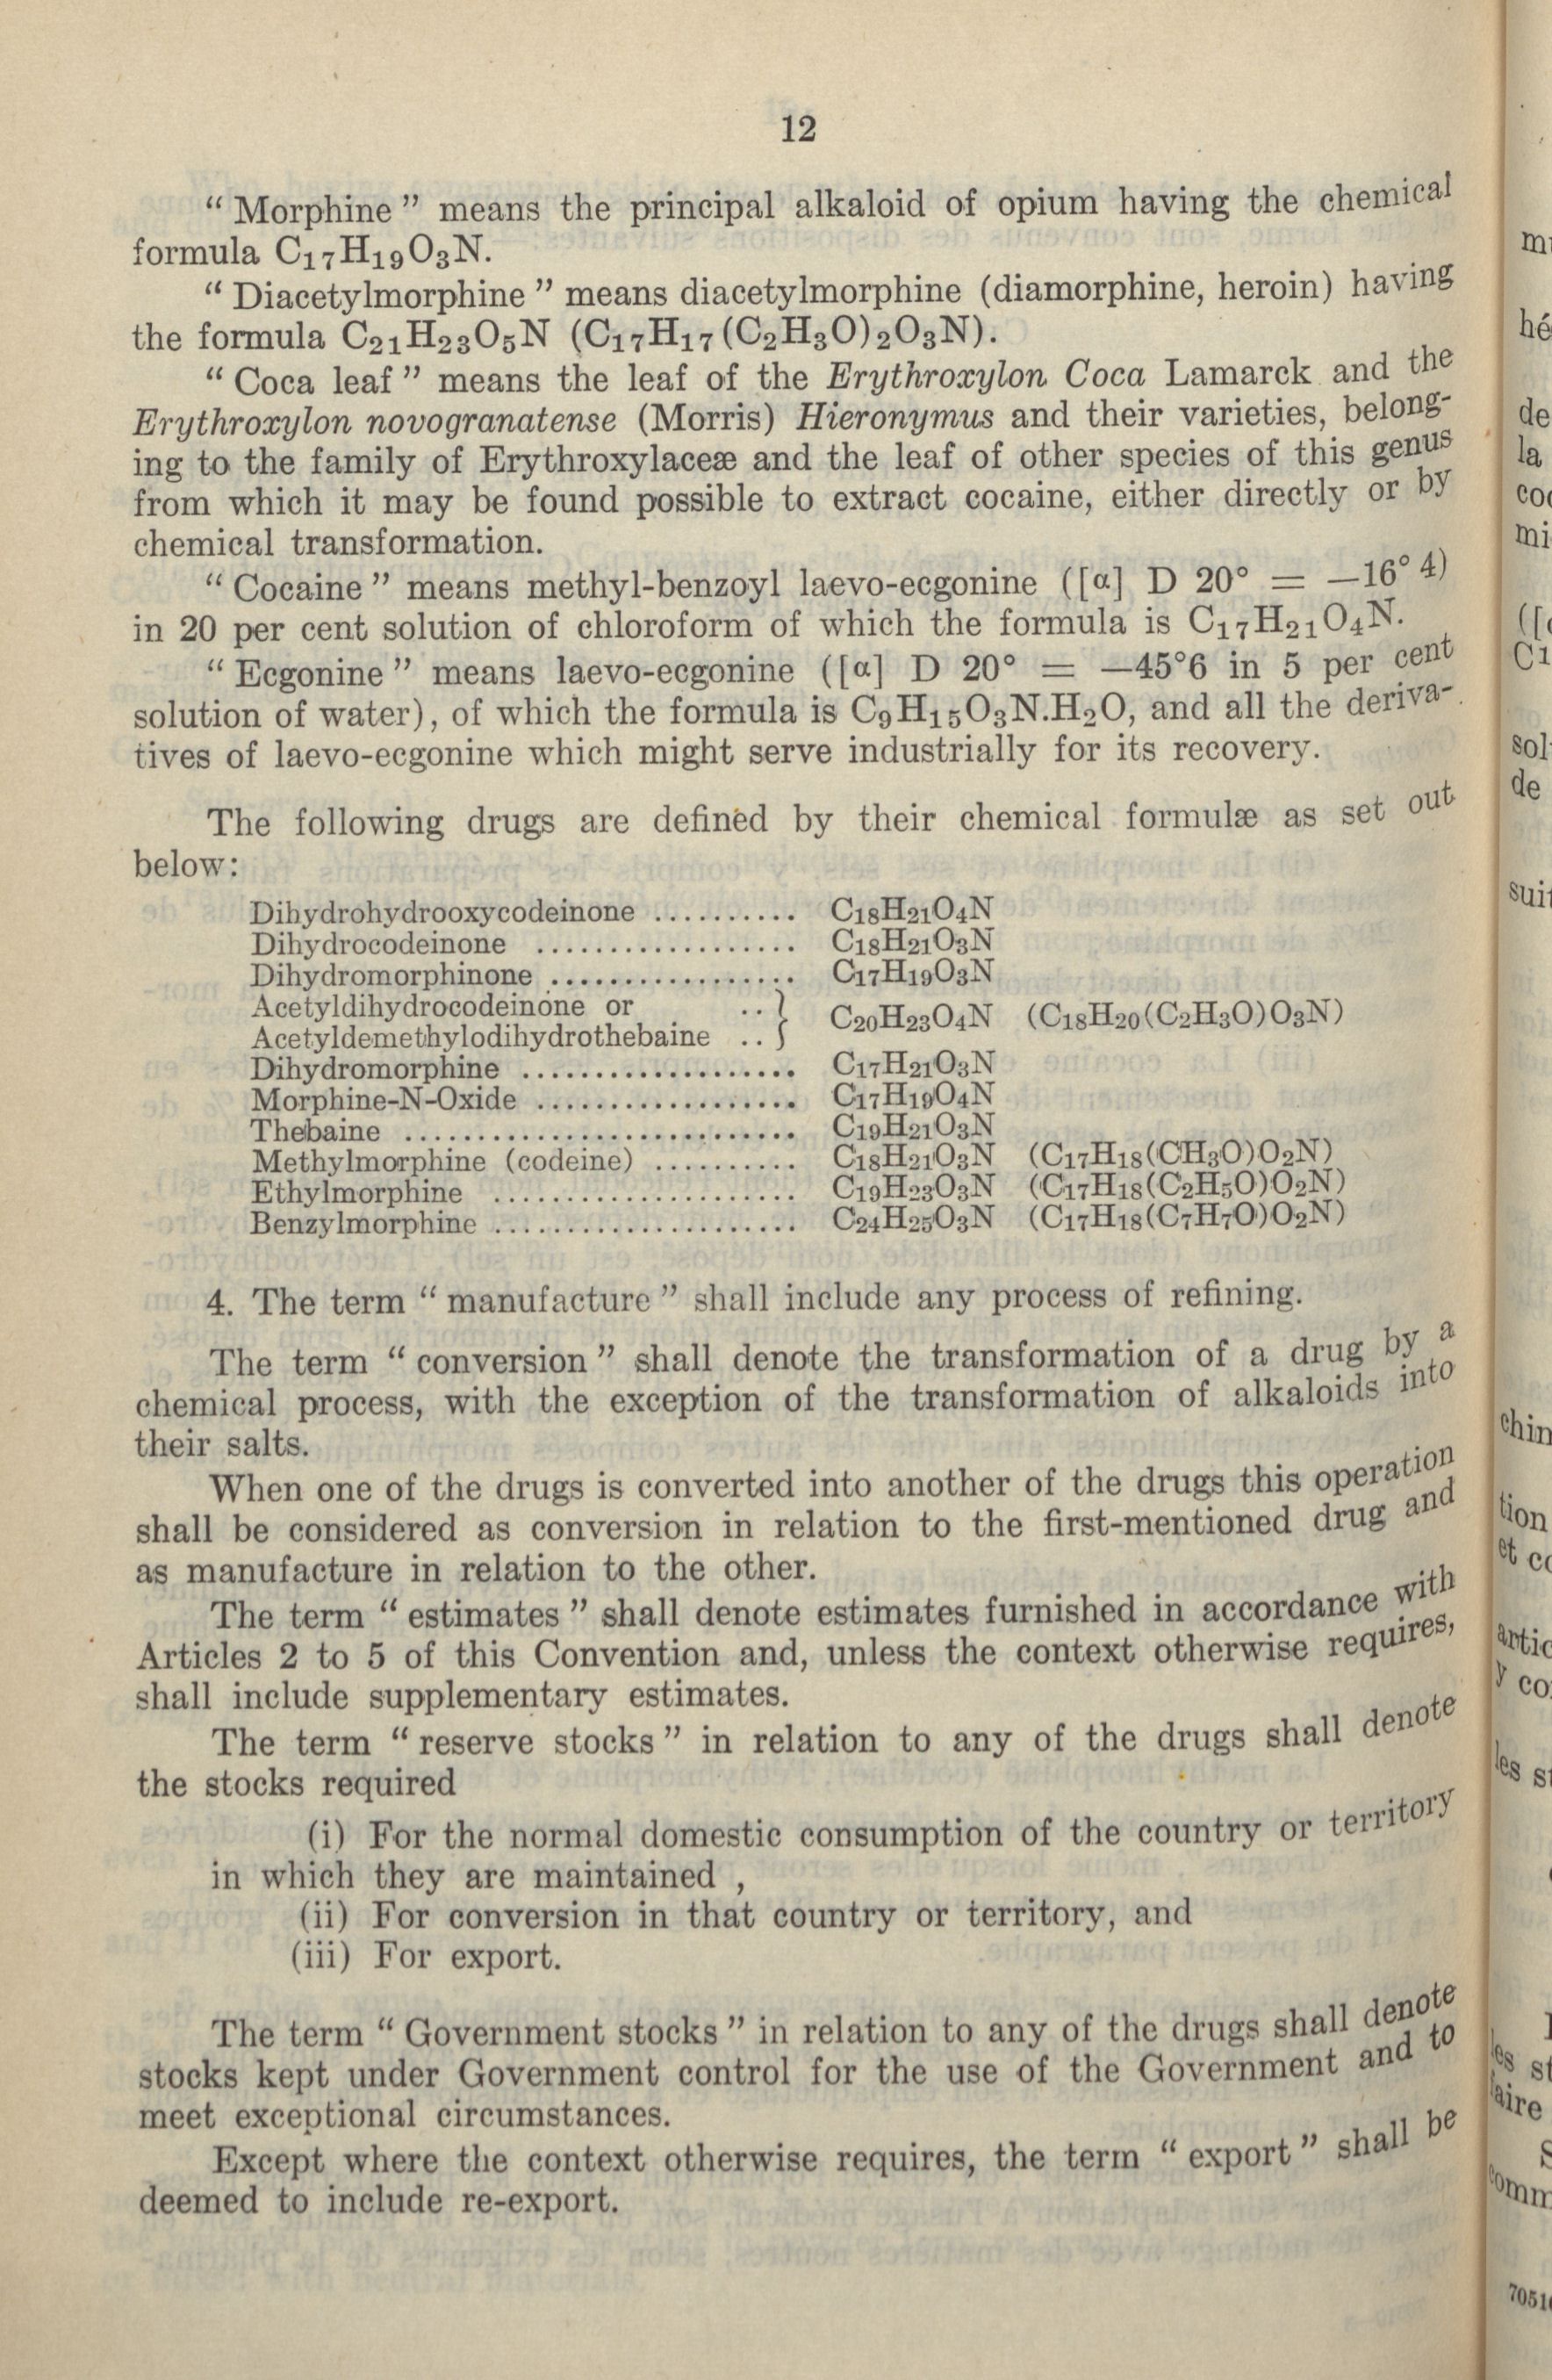 12
“ Morphine ” means the principal alkaloid of opium having the chemical
formula C₁₇H₁₉O₃N.
“ Diacetylmorphine ” means diacetylmorphine (diamorphine, heroin) having
the formula C₂₁H₂₃O₅N (C₁₇H₁₇(C₂H₃O)₂O₃N).
“ Coca leaf ” means the leaf of the Erythroxylon Coca Lamarck and the
Erythroxylon novogranatense (Morris) Hieronymus and their varieties, belong-
ing to the family of Erythroxylaceæ and the leaf of other species of this genus
from which it may be found possible to extract cocaine, either directly or by
chemical transformation.
“ Cocaine ” means methyl-benzoyl laevo-ecgonine ([α] D 20° = —16° 4)
in 20 per cent solution of chloroform of which the formula is C₁₇H₂₁O₄N.
“ Ecgonine ” means laevo-ecgonine ([α] D 20° = —45°6 in 5 per cent
solution of water), of which the formula is C₉H₁₅O₃N.H₂O, and all the deriva-
tives of laevo-ecgonine which might serve industrially for its recovery.
The following drugs are defined by their chemical formulæ as set out
below:
Dihydrohydrooxycodeinone .......... C₁₈H₂₁O₄N
Dihydrocodeinone .................. C₁₈H₂₁O₃N
Dihydromorphinone ................. C₁₇H₁₉O₃N
Acetyldihydrocodeinone or .. }
Acetyldemethylodihydrothebaine .. } C₂₀H₂₃O₄N (C₁₈H₂₀(C₂H₃O)O₃N)
Dihydromorphine ................... C₁₇H₂₁O₃N
Morphine-N-Oxide .................. C₁₇H₁₉O₄N
Thebaine ........................... C₁₉H₂₁O₃N
Methylmorphine (codeine) .......... C₁₈H₂₁O₃N (C₁₇H₁₈(CH₃O)O₂N)
Ethylmorphine ..................... C₁₉H₂₃O₃N (C₁₇H₁₈(C₂H₅O)O₂N)
Benzylmorphine ..................... C₂₄H₂₅O₃N (C₁₇H₁₈(C₇H₇O)O₂N)
4. The term “ manufacture ” shall include any process of refining.
The term “ conversion ” shall denote the transformation of a drug by a
chemical process, with the exception of the transformation of alkaloids into
their salts.
When one of the drugs is converted into another of the drugs this operation
shall be considered as conversion in relation to the first-mentioned drug and
as manufacture in relation to the other.
The term “ estimates ” shall denote estimates furnished in accordance with
Articles 2 to 5 of this Convention and, unless the context otherwise requires,
shall include supplementary estimates.
The term “ reserve stocks ” in relation to any of the drugs shall denote
the stocks required
(i) For the normal domestic consumption of the country or territory
in which they are maintained ,
(ii) For conversion in that country or territory, and
(iii) For export.
The term “ Government stocks ” in relation to any of the drugs shall denote
stocks kept under Government control for the use of the Government and to
meet exceptional circumstances.
Except where the context otherwise requires, the term “ export ” shall be
deemed to include re-export.